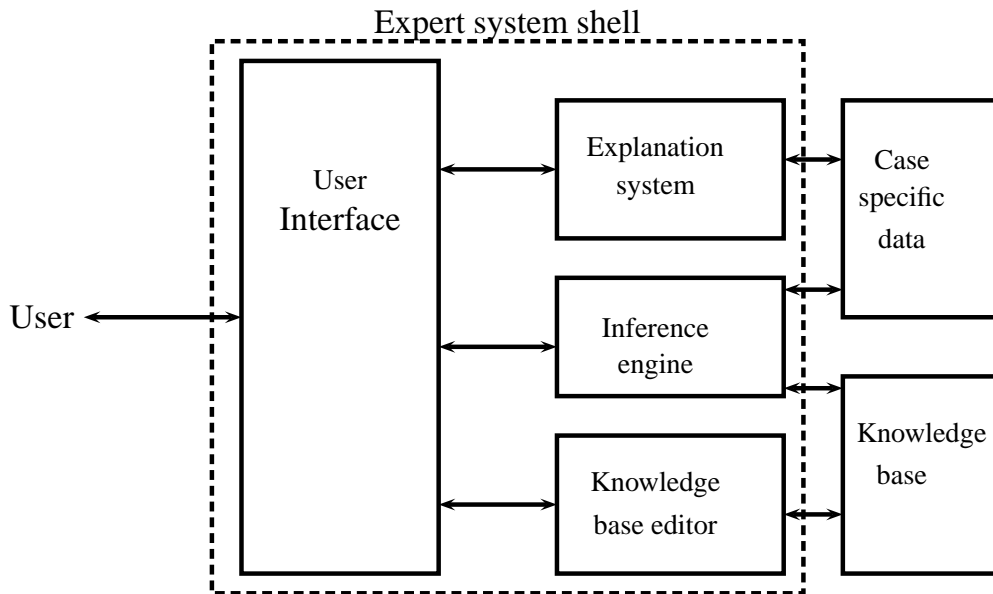 Expert system shell
User
Interface
Explanation
system
Case
specific
data
User
Inference
engine
Knowledge
base
Knowledge
base editor